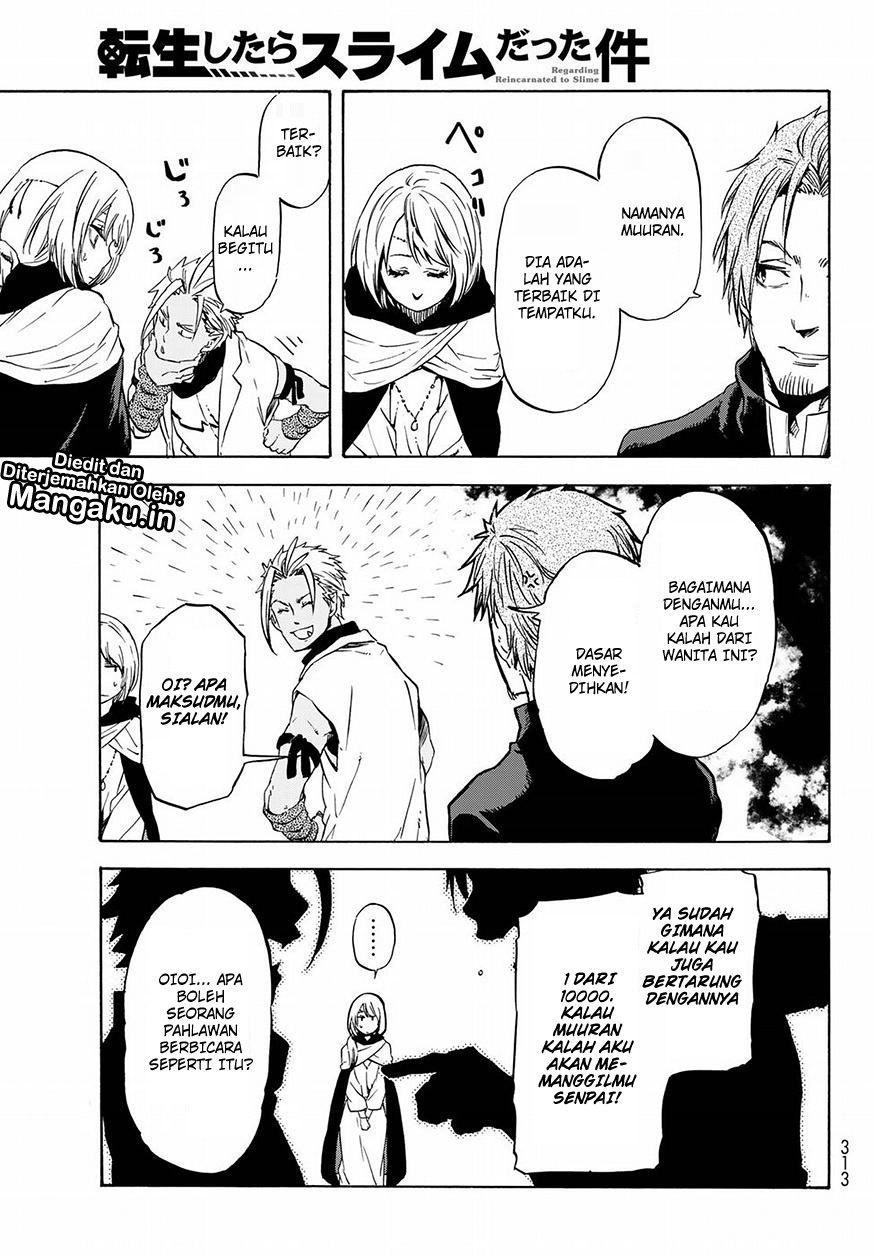 転生したらスライムだった件
Regarding
Reincarnated to Slime
NAMANYA
MUURAN.
DIA ADA-
LAH YANG
TERBAIK DI
TEMPATKU.
ペコッ
TER-
BAIK?
KALAU
BEGITU
...
じろ
じろ
Diedit dan
Diterjemahkan Oleh :
Mangaku.in
BAGAIMANA
DENGANMU...
APA KAU
KALAH DARI
WANITA INI?
DASAR
MENYE-
DIHKAN!
OI? APA
MAKSUDMU,
SIALAN!
YA SUDAH
GIMANA
KALAU KAU
JUGA
BERTARUNG
DENGANNYA
1 DARI
10000.
KALAU
MUURAN
KALAH AKU
AKAN ME-
MANGGILMU
SENPAI!
......
OIOI... APA
BOLEH
SEORANG
PAHLAWAN
BERBICARA
SEPERTI ITU?
313